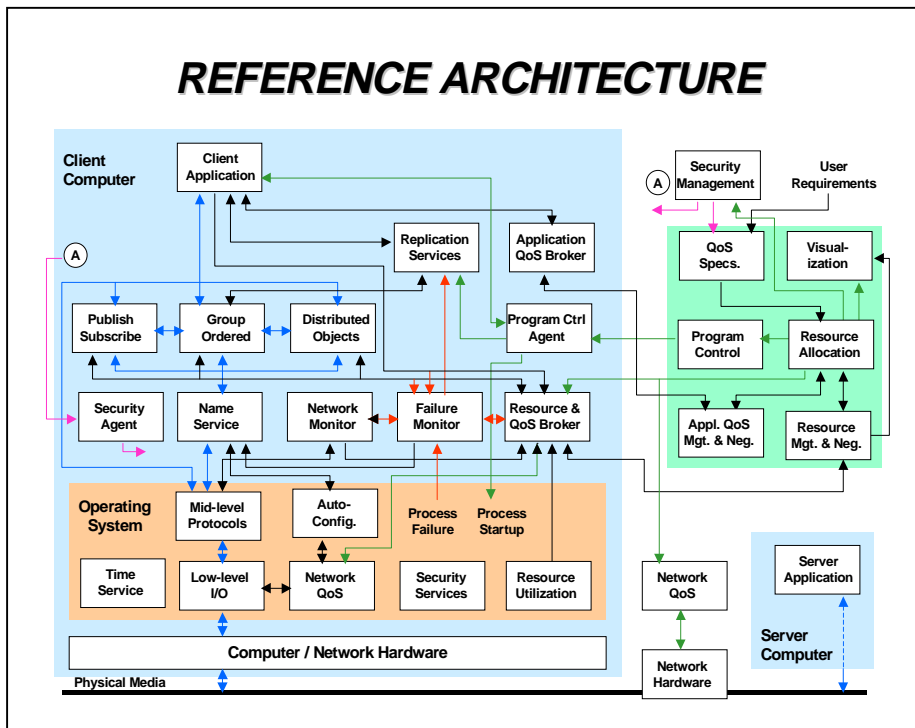 REFERENCE ARCHITECTURE
Client
Computer
Client
Application
A
Security
Management
User
Requirements
Replication
Services
Application
QoS Broker
QoS
Specs.
Visual-
ization
A
Publish
Subscribe
Group
Ordered
Distributed
Objects
Program Ctrl
Agent
Program
Control
Resource
Allocation
Security
Agent
Name
Service
Network
Monitor
Failure
Monitor
Resource &
QoS Broker
Appl. QoS
Mgt. & Neg.
Resource
Mgt. & Neg.
Operating
System
Mid-level
Protocols
Auto-
Config.
Process
Failure
Process
Startup
Time
Service
Low-level
I/O
Network
QoS
Security
Services
Resource
Utilization
Network
QoS
Server
Application
Computer / Network Hardware
Server
Computer
Network
Hardware
Physical Media